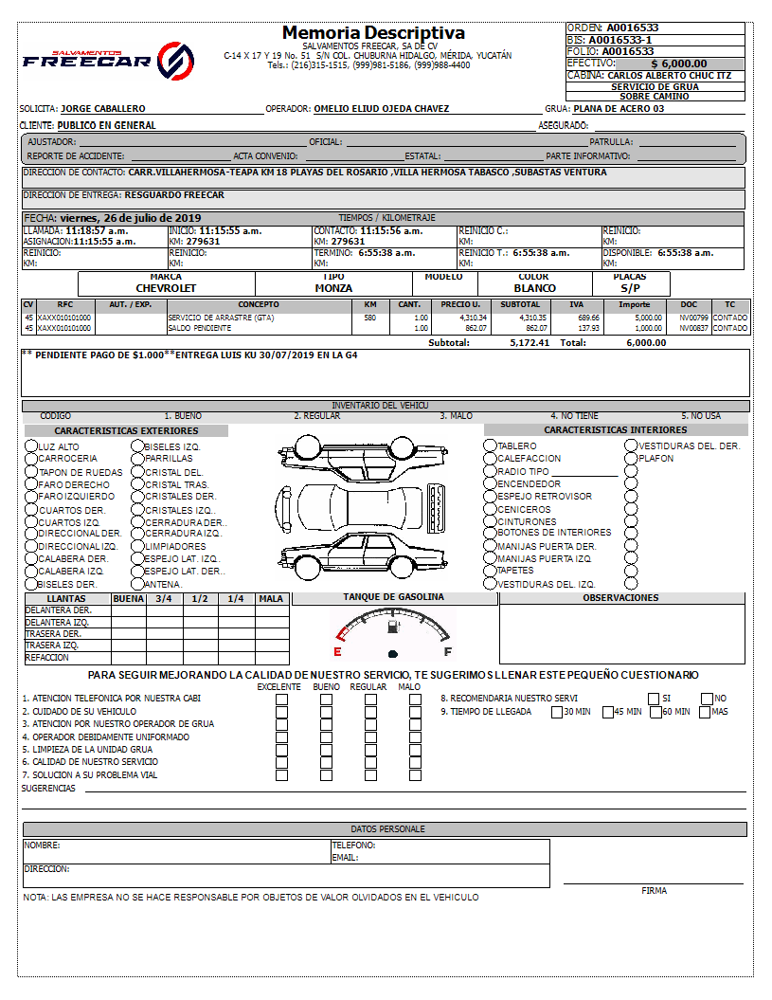 SALVAMENTOS
FREECAR
Memoria Descriptiva
SALVAMENTOS FREECAR, SA DE CV
C-14 X 17 Y 19 No. 51 S/N COL. CHUBURNA HIDALGO, MÉRIDA, YUCATÁN
Tels.: (216)315-1515, (999)981-5186, (999)988-4400
ORDEN: A0016533
BIS: A0016533-1
FOLIO: A0016533
EFECTIVO: $ 6,000.00
CABINA: CARLOS ALBERTO CHUC ITZ
SERVICIO DE GRUA
SOBRE CAMINO
SOLICITA: JORGE CABALLERO OPERADOR: OMELIO ELIUD OJEDA CHAVEZ GRUA: PLANA DE ACERO 03
CLIENTE: PUBLICO EN GENERAL ASEGURADO:
AJUSTADOR: OFICIAL: PATRULLA:
REPORTE DE ACCIDENTE: ACTA CONVENIO: ESTATAL: PARTE INFORMATIVO:
DIRECCION DE CONTACTO: CARR.VILLAHERMOSA-TEAPA KM 18 PLAYAS DEL ROSARIO ,VILLA HERMOSA TABASCO ,SUBASTAS VENTURA
DIRECCION DE ENTREGA: RESGUARDO FREECAR
FECHA: viernes, 26 de julio de 2019 TIEMPOS / KILOMETRAJE
LLAMADA: 11:18:57 a.m. INICIO: 11:15:55 a.m. CONTACTO: 11:15:56 a.m. REINICIO C.: REINICIO:
ASIGNACION:11:15:55 a.m. KM: 279631 KM: 279631 KM: KM:
REINICIO: REINICIO: TERMINO: 6:55:38 a.m. REINICIO T.: 6:55:38 a.m. DISPONIBLE: 6:55:38 a.m.
KM: KM: KM: KM: KM:
MARCA TIPO MODELO COLOR PLACAS
CHEVROLET MONZA BLANCO S/P
CV RFC AUT. / EXP. CONCEPTO KM CANT. PRECIO U. SUBTOTAL IVA Importe DOC TC
45 XAXX010101000 SERVICIO DE ARRASTRE (GTA) 580 1.00 4,310.34 4,310.35 689.66 5,000.00 NV00799 CONTADO
45 XAXX010101000 SALDO PENDIENTE 1.00 862.07 862.07 137.93 1,000.00 NV00837 CONTADO
Subtotal: 5,172.41 Total: 6,000.00
** PENDIENTE PAGO DE $1.000**ENTREGA LUIS KU 30/07/2019 EN LA G4
INVENTARIO DEL VEHICU
CODIGO 1. BUENO 2. REGULAR 3. MALO 4. NO TIENE 5. NO USA
CARACTERISTICAS EXTERIORES CARACTERISTICAS INTERIORES
LUZ ALTO BISELES IZQ. TABLERO VESTIDURAS DEL. DER.
CARROCERIA PARRILLAS CALEFACCION PLAFON
TAPON DE RUEDAS CRISTAL DEL. RADIO TIPO
FARO DERECHO CRISTAL TRAS. ENCENDEDOR
FARO IZQUIERDO CRISTALES DER. ESPEJO RETROVISOR
CUARTOS DER. CRISTALES IZQ.. CENICEROS
CUARTOS IZQ. CERRADURA DER.. CINTURONES
DIRECCIONAL DER. CERRADURA IZQ. BOTONES DE INTERIORES
DIRECCIONAL IZQ. LIMPIADORES MANIJAS PUERTA DER.
CALABERA DER. ESPEJO LAT. IZQ.. MANIJAS PUERTA IZQ.
CALABERA IZQ. ESPEJO LAT. DER.. TAPETES
BISELES DER. ANTENA. VESTIDURAS DEL. IZQ.
LLANTAS BUENA 3/4 1/2 1/4 MALA TANQUE DE GASOLINA OBSERVACIONES
DELANTERA DER.
DELANTERA IZQ.
TRASERA DER.
TRASERA IZQ.
REFACCION
E F
PARA SEGUIR MEJORANDO LA CALIDAD DE NUESTRO SERVICIO, TE SUGERIMOS LLENAR ESTE PEQUEÑO CUESTIONARIO
EXCELENTE BUENO REGULAR MALO
1. ATENCION TELEFONICA POR NUESTRA CABI 8. RECOMENDARIA NUESTRO SERVI SI NO
2. CUIDADO DE SU VEHICULO 9. TIEMPO DE LLEGADA 30 MIN 45 MIN 60 MIN MAS
3. ATENCION POR NUESTRO OPERADOR DE GRUA
4. OPERADOR DEBIDAMENTE UNIFORMADO
5. LIMPIEZA DE LA UNIDAD GRUA
6. CALIDAD DE NUESTRO SERVICIO
7. SOLUCION A SU PROBLEMA VIAL
SUGERENCIAS
DATOS PERSONALE
NOMBRE: TELEFONO:
EMAIL:
DIRECCION:
FIRMA
NOTA: LAS EMPRESA NO SE HACE RESPONSABLE POR OBJETOS DE VALOR OLVIDADOS EN EL VEHICULO